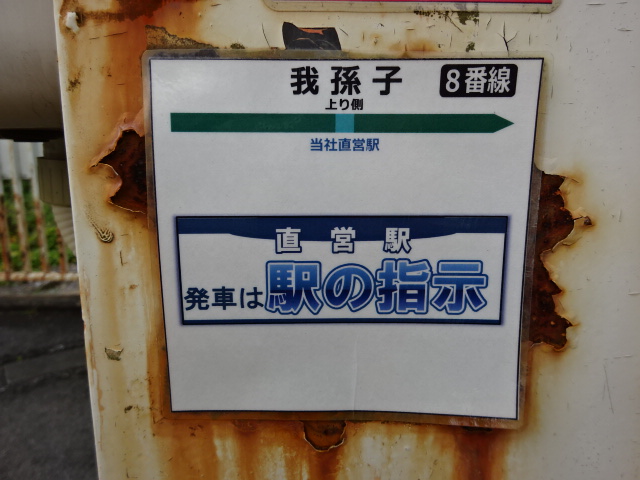 我孫子 8番線
上り側
当社直営駅
直営駅
発車は駅の指示